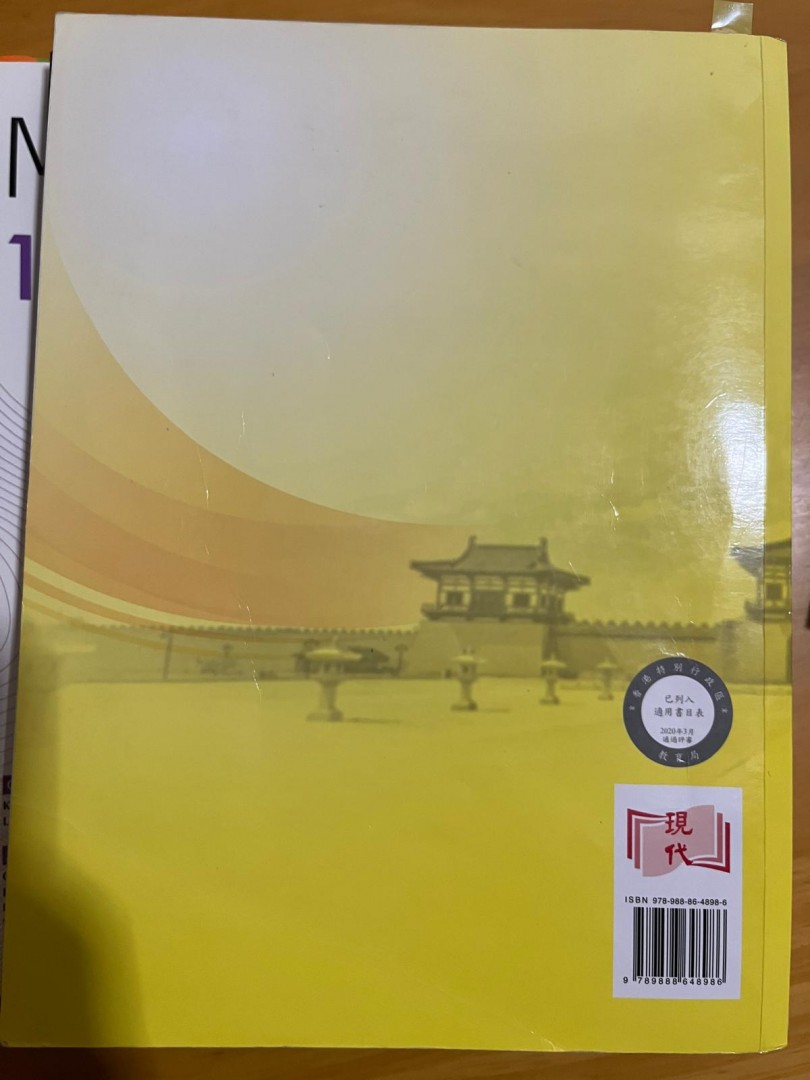 M
1
香港特別行政區
已列入
適用書目表
2020年3月
通過評審
教育局
現
代
ISBN 978-988-86-4898-6
9 789888 648986